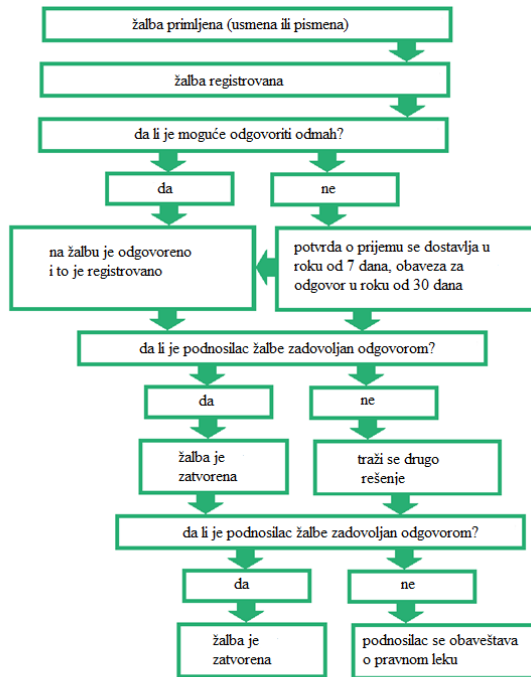 žalba primljena (usmena ili pismena)
žalba registrovana
da li je moguće odgovoriti odmah?
da
ne
na žalbu je odgovoreno
i to je registrovano
potvrda o prijemu se dostavlja u
roku od 7 dana, obaveza za
odgovor u roku od 30 dana
da li je podnosilac žalbe zadovoljan odgovorom?
da
ne
žalba je
zatvorena
traži se drugo
rešenje
da li je podnosilac žalbe zadovoljan odgovorom?
da
ne
žalba je
zatvorena
podnosilac se obaveštava
o pravnom leku